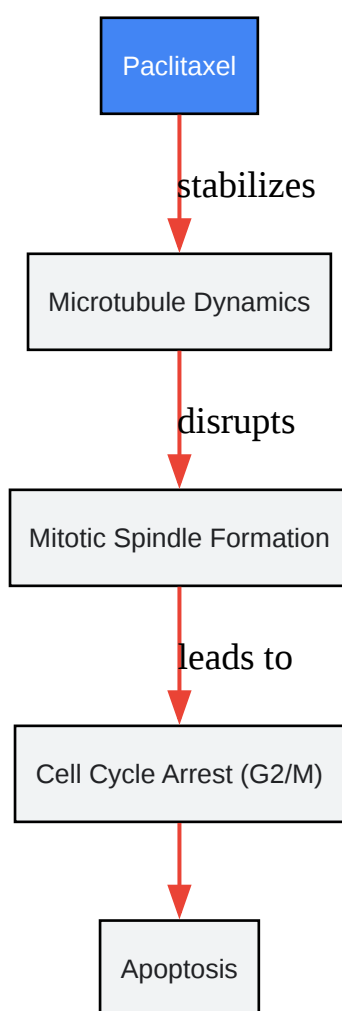 Paclitaxel
stabilizes
Microtubule Dynamics
disrupts
Mitotic Spindle Formation
leads to
Cell Cycle Arrest (G2/M)
Apoptosis